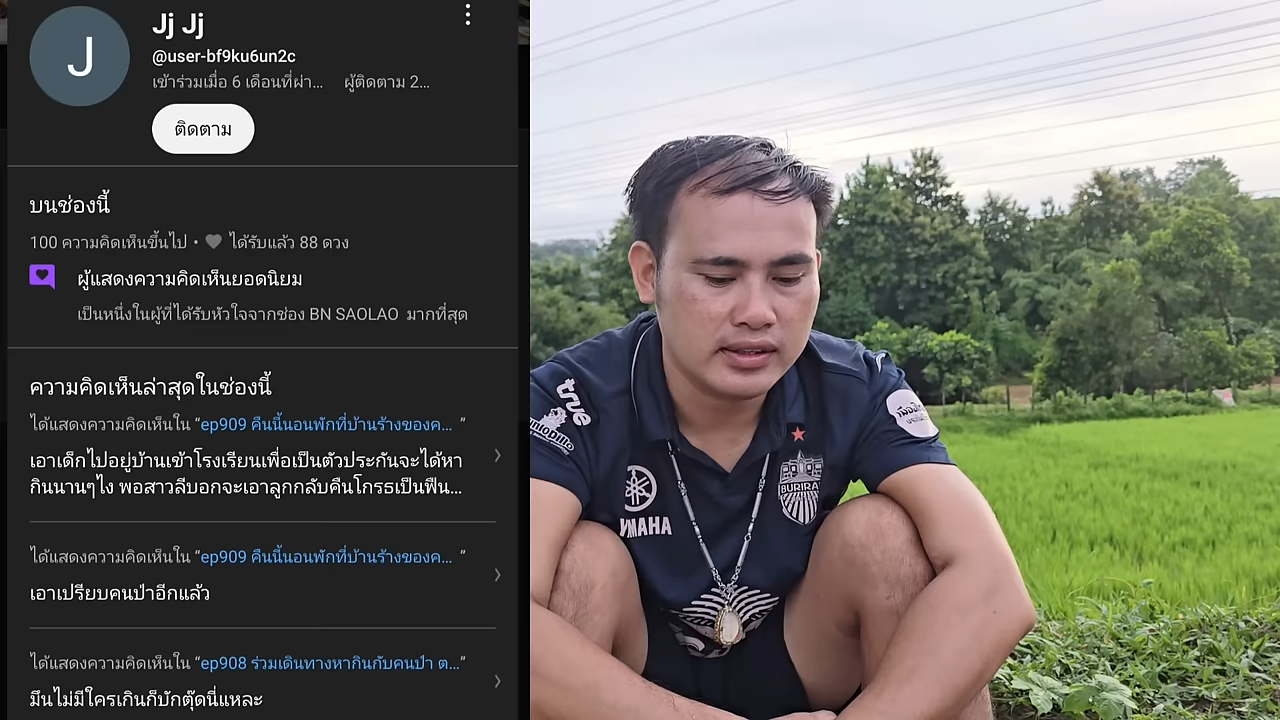 J
Jj Jj
@user-bf9ku6un2c
เข้าร่วมเมื่อ 6 เดือนที่ผ่า... ผู้ติดตาม 2...
ติดตาม
บนช่องนี้
100 ความคิดเห็นขึ้นไป • ได้รับแล้ว 88 ดวง
ผู้แสดงความคิดเห็นยอดนิยม
เป็นหนึ่งในผู้ที่ได้รับหัวใจจากช่อง BN SAOLAO มากที่สุด
ความคิดเห็นล่าสุดในช่องนี้
ได้แสดงความคิดเห็นใน “ep909 คืนนี้นอนพักที่บ้านร้างของค... ”
เอาเด็กไปอยู่บ้านเข้าโรงเรียนเพื่อเป็นตัวประกันจะได้หา
กินนานๆไง พอสาวลีบอกจะเอาลูกกลับคืนโกรธเป็นฟืน...
ได้แสดงความคิดเห็นใน “ep909 คืนนี้นอนพักที่บ้านร้างของค... ”
เอาเปรียบคนป่าอีกแล้ว
ได้แสดงความคิดเห็นใน “ep908 ร่วมเดินทางหากินกับคนป่า ต...”
มึนไม่มีใครเกินก็บักตุ๊ดนี่แหละ
true
YAMAHA
BURIRA